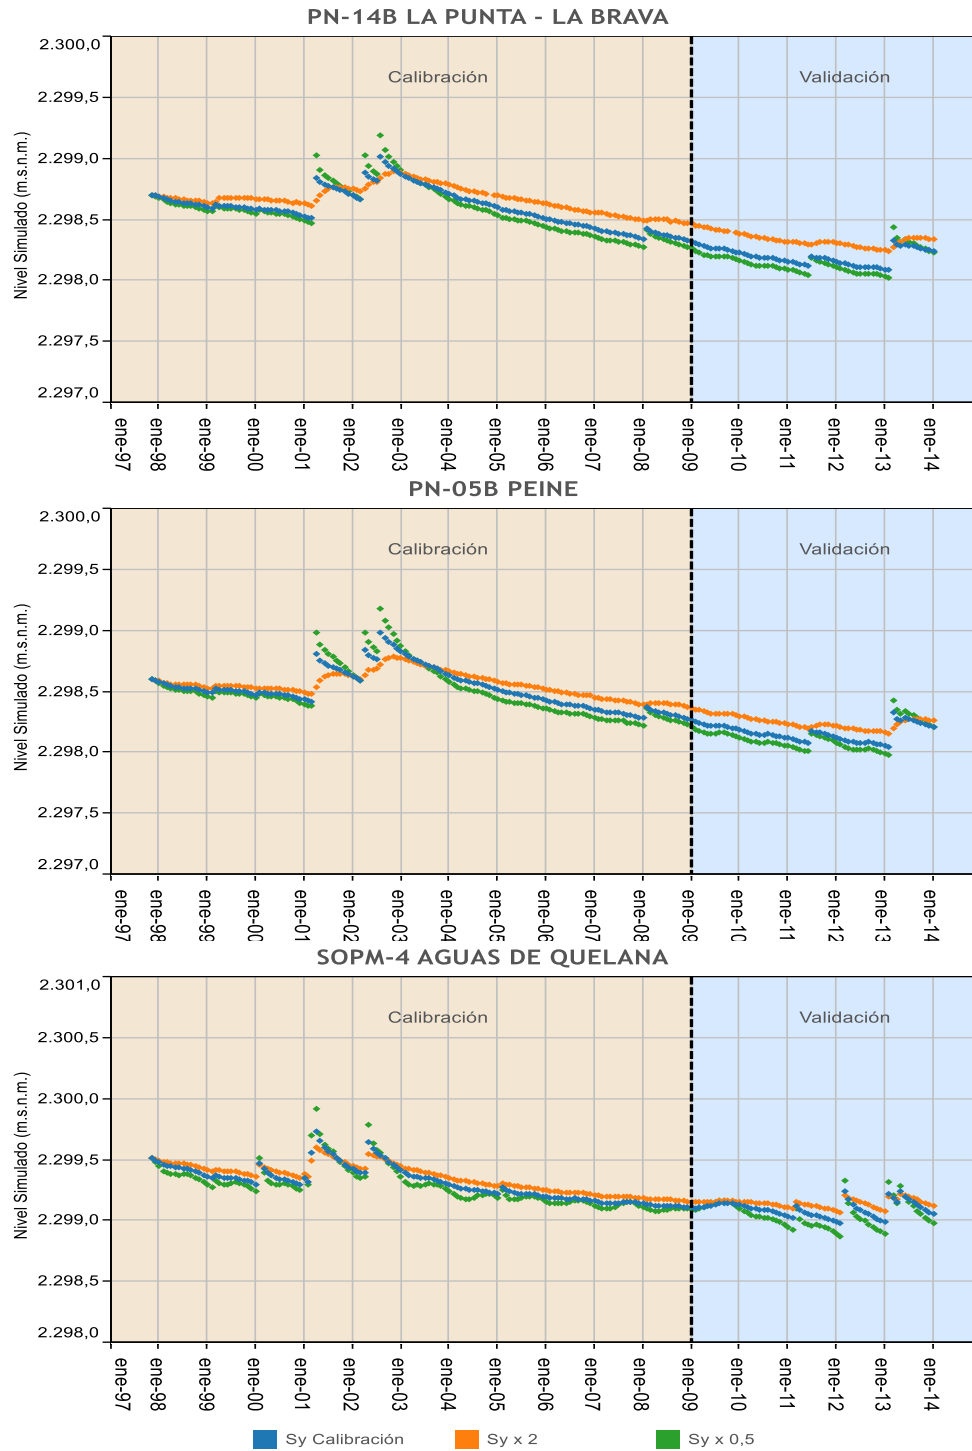 PN-14B LA PUNTA - LA BRAVA
Nivel Simulado (m.s.n.m.)
2.300,0
2.299,5
2.299,0
2.298,5
2.298,0
2.297,5
2.297,0
Calibración
Validación
ene-97
ene-98
ene-99
ene-00
ene-01
ene-02
ene-03
ene-04
ene-05
ene-06
ene-07
ene-08
ene-09
ene-10
ene-11
ene-12
ene-13
ene-14
PN-05B PEINE
Nivel Simulado (m.s.n.m.)
2.300,0
2.299,5
2.299,0
2.298,5
2.298,0
2.297,5
2.297,0
Calibración
Validación
ene-97
ene-98
ene-99
ene-00
ene-01
ene-02
ene-03
ene-04
ene-05
ene-06
ene-07
ene-08
ene-09
ene-10
ene-11
ene-12
ene-13
ene-14
SOPM-4 AGUAS DE QUELANA
Nivel Simulado (m.s.n.m.)
2.301,0
2.300,5
2.300,0
2.299,5
2.299,0
2.298,5
2.298,0
Calibración
Validación
ene-97
ene-98
ene-99
ene-00
ene-01
ene-02
ene-03
ene-04
ene-05
ene-06
ene-07
ene-08
ene-09
ene-10
ene-11
ene-12
ene-13
ene-14
Sy Calibración
Sy x 2
Sy x 0,5